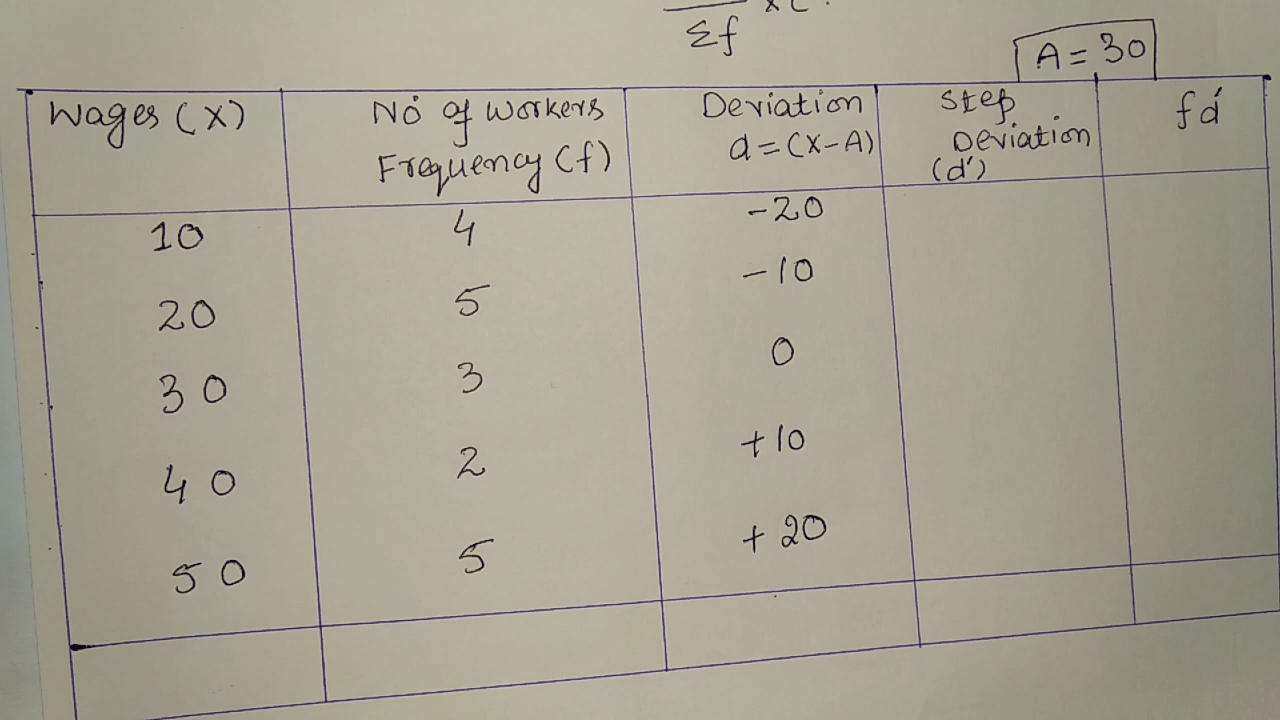 Σf × C.
A = 30
Wages (X) No of Workers Frequency (f) Deviation d = (X-A) Step Deviation (d') fd'
10 4 -20
20 5 -10
30 3 0
40 2 +10
50 5 +20